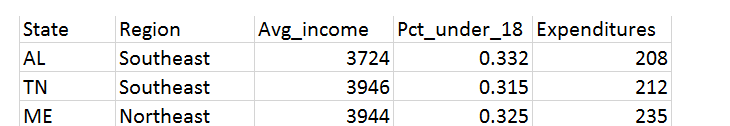 State Region Avg_income Pct_under_18 Expenditures
AL Southeast 3724 0.332 208
TN Southeast 3946 0.315 212
ME Northeast 3944 0.325 235